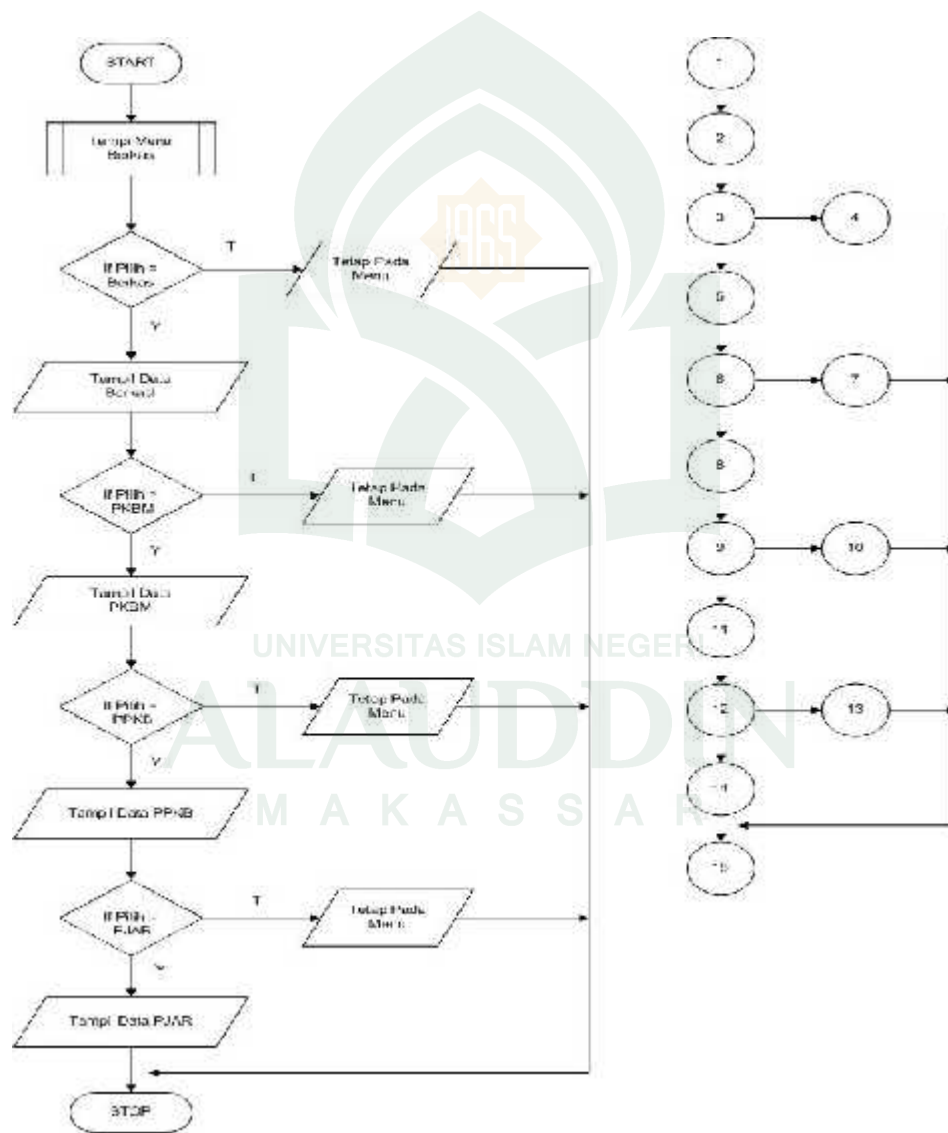 START
Tampil Menu
Berkas
If Pilih =
Berkas
T
Tetap Pada
Menu
Y
Tampil Data
If Pilih =
PKBM
T
Tetap Pada
Menu
Y
Tampil Data
PKBM
If Pilih =
PPKB
T
Tetap Pada
Menu
Y
Tampil Data PPKB
If Pilih =
PJAR
T
Tetap Pada
Menu
Y
Tampil Data PJAR
STOP
1
2
3
4
5
6
7
8
9
10
11
12
13
14
15
1965
UNIVERSITAS ISLAM NEGERI
ALAUDDIN
MAKASSAR